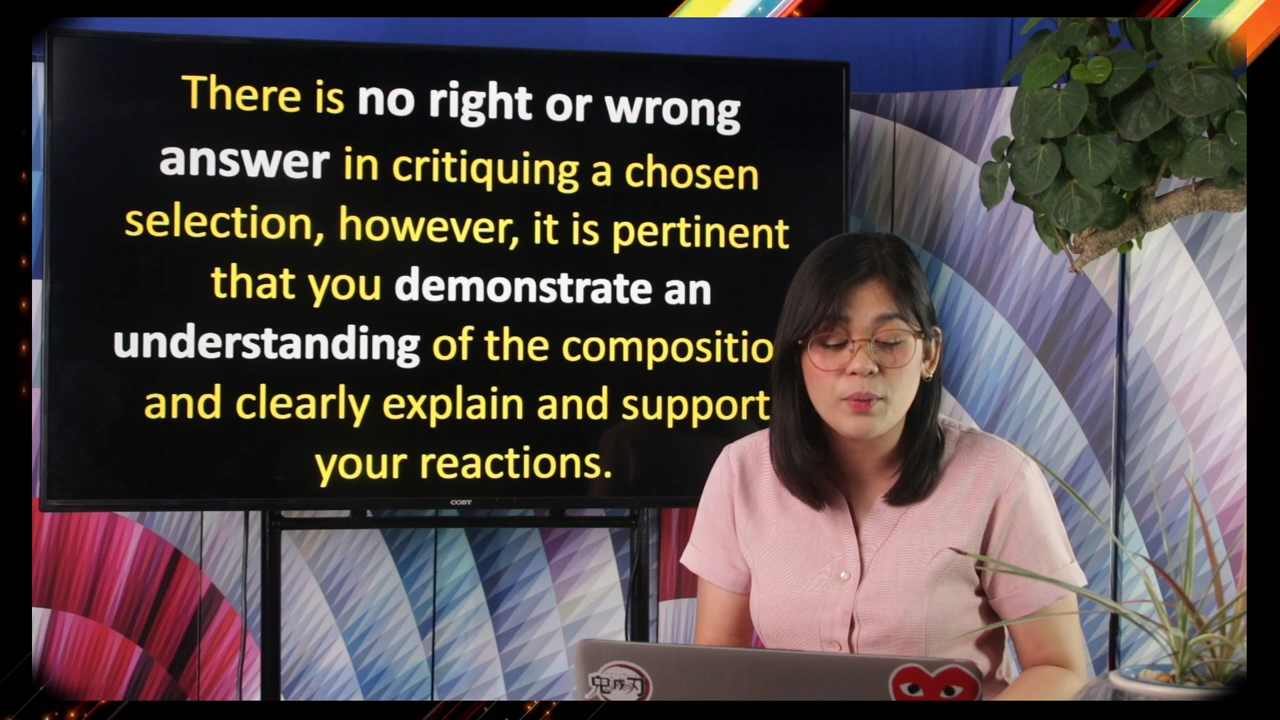 There is no right or wrong
answer in critiquing a chosen
selection, however, it is pertinent
that you demonstrate an
understanding of the compositio
and clearly explain and support
your reactions.
COBY